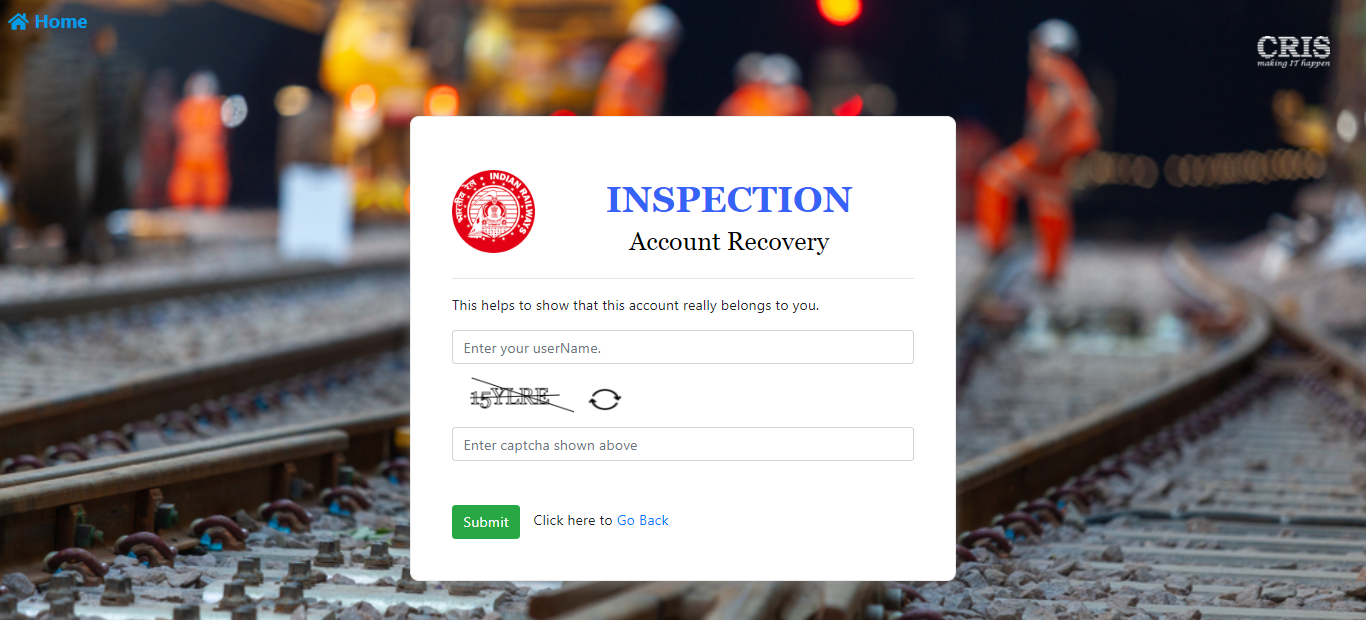 Home
CRIS
making IT happen
भारतीय रेल • INDIAN RAILWAYS
INSPECTION
Account Recovery
This helps to show that this account really belongs to you.
Enter your userName.
15YLRE
Enter captcha shown above
Submit Click here to Go Back